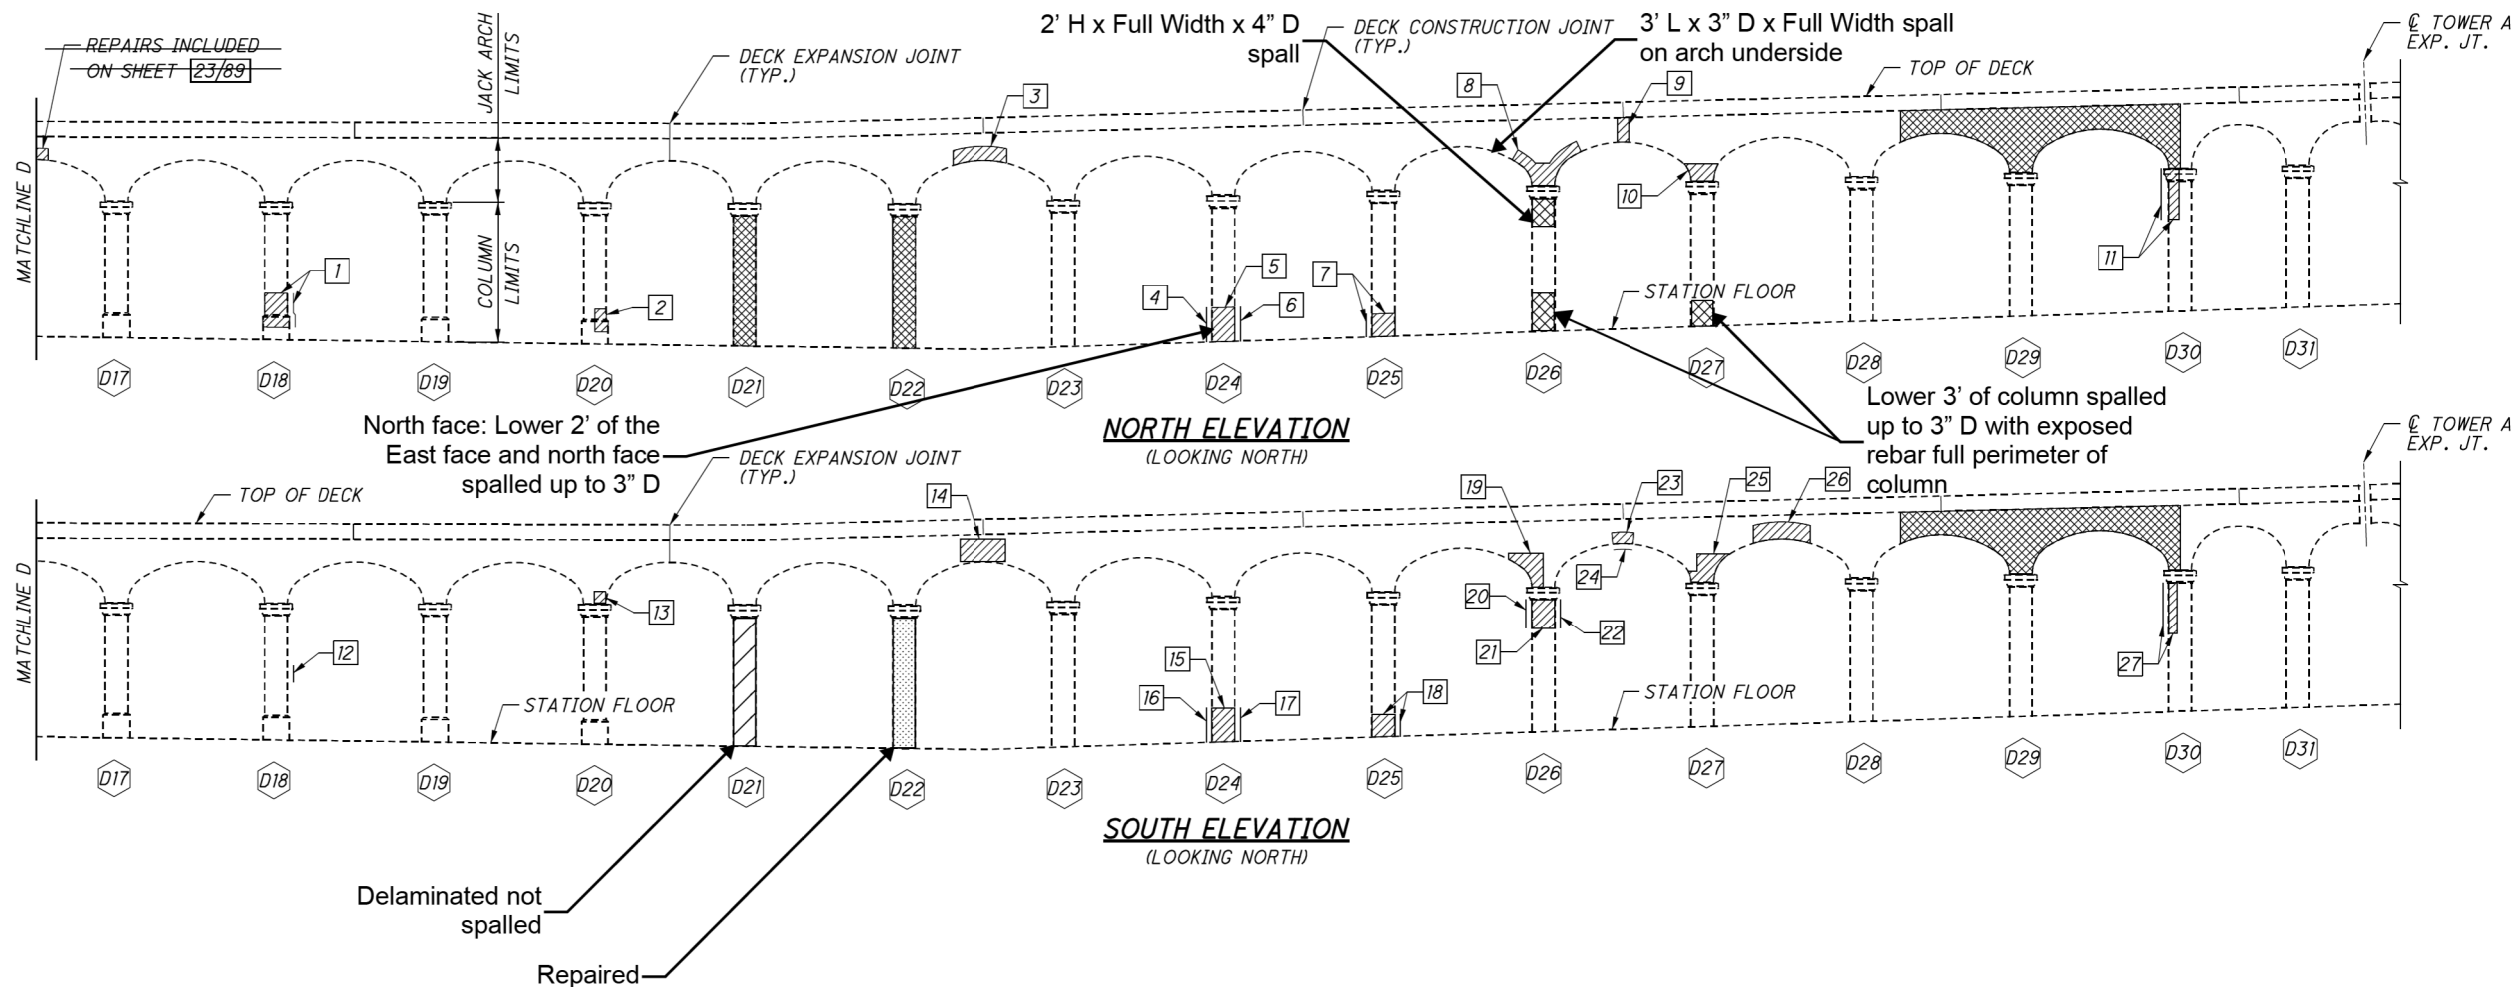 REPAIRS INCLUDED
ON SHEET 23/89
JACK ARCH
LIMITS
DECK EXPANSION JOINT
(TYP.)
3
2’ H x Full Width x 4” D
spall
DECK CONSTRUCTION JOINT
(TYP.)
3’ L x 3” D x Full Width spall
on arch underside
8
9
TOP OF DECK
℄ TOWER A
EXP. JT.
MATCHLINE D
COLUMN
LIMITS
1
2
4
5
6
7
10
11
STATION FLOOR
D17
D18
D19
D20
D21
D22
D23
D24
D25
D26
D27
D28
D29
D30
D31
North face: Lower 2’ of the
East face and north face
spalled up to 3” D
NORTH ELEVATION
(LOOKING NORTH)
Lower 3’ of column spalled
up to 3” D with exposed
rebar full perimeter of
column
TOP OF DECK
DECK EXPANSION JOINT
(TYP.)
14
19
23
25
26
℄ TOWER A
EXP. JT.
MATCHLINE D
12
13
STATION FLOOR
15
16
17
18
20
21
22
24
27
STATION FLOOR
D17
D18
D19
D20
D21
D22
D23
D24
D25
D26
D27
D28
D29
D30
D31
SOUTH ELEVATION
(LOOKING NORTH)
Delaminated not
spalled
Repaired